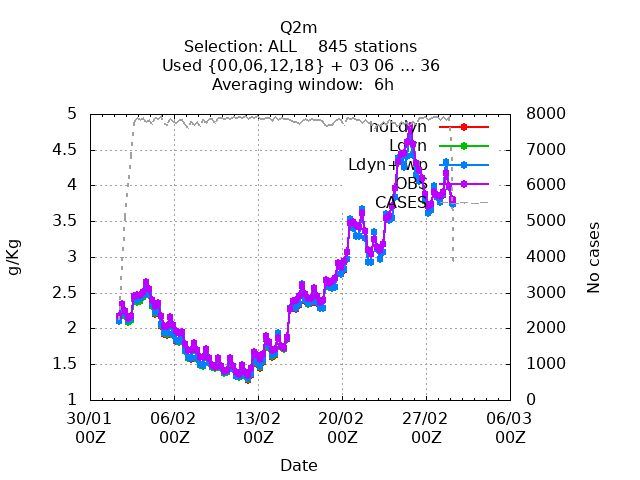 Q2m
Selection: ALL    845 stations
Used {00,06,12,18} + 03 06 ... 36
Averaging window:  6h
5
4.5
4
3.5
3
2.5
2
1.5
1
8000
7000
6000
5000
4000
3000
2000
1000
0
g/Kg
No cases
noLdyn
Ldyn
Ldyn+wp
OBS
CASES
30/01 06/02 13/02 20/02 27/02 06/03
00Z 00Z 00Z 00Z 00Z 00Z
Date